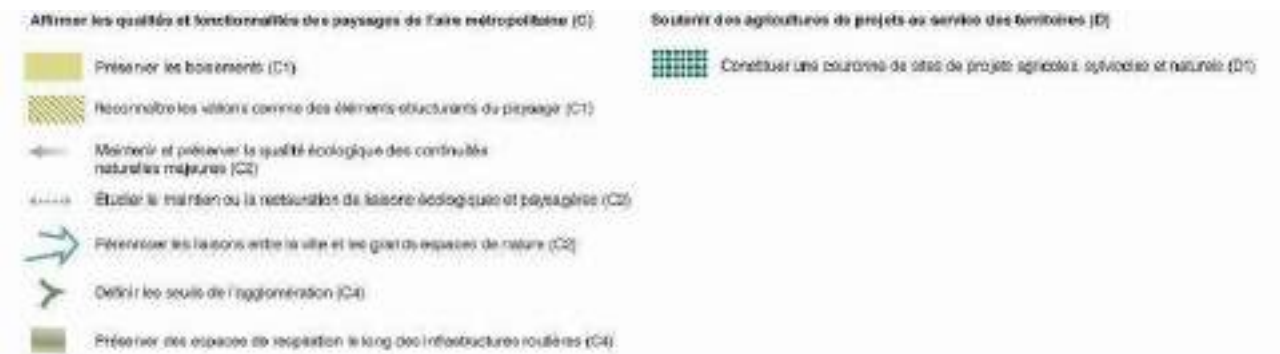 Affirmer les qualités et fonctionnalités des paysages de l'aire métropolitaine (C)
Préserver les boisements (C1)
Reconnaître les vallons comme des éléments structurants du paysage (C1)
Maintenir et préserver la qualité écologique des continuités
naturelles majeures (C2)
Étudier le maintien ou la restauration de liaisons écologiques et paysagères (C2)
Pérenniser les liaisons entre la ville et les grands espaces de nature (C2)
Définir les seuils de l'agglomération (C4)
Préserver des espaces de respiration le long des infrastructures routières (C4)
Soutenir des agricultures de projets au service des territoires (D)
Constituer une couronne de sites de projets agricoles, sylvicoles et naturels (D1)